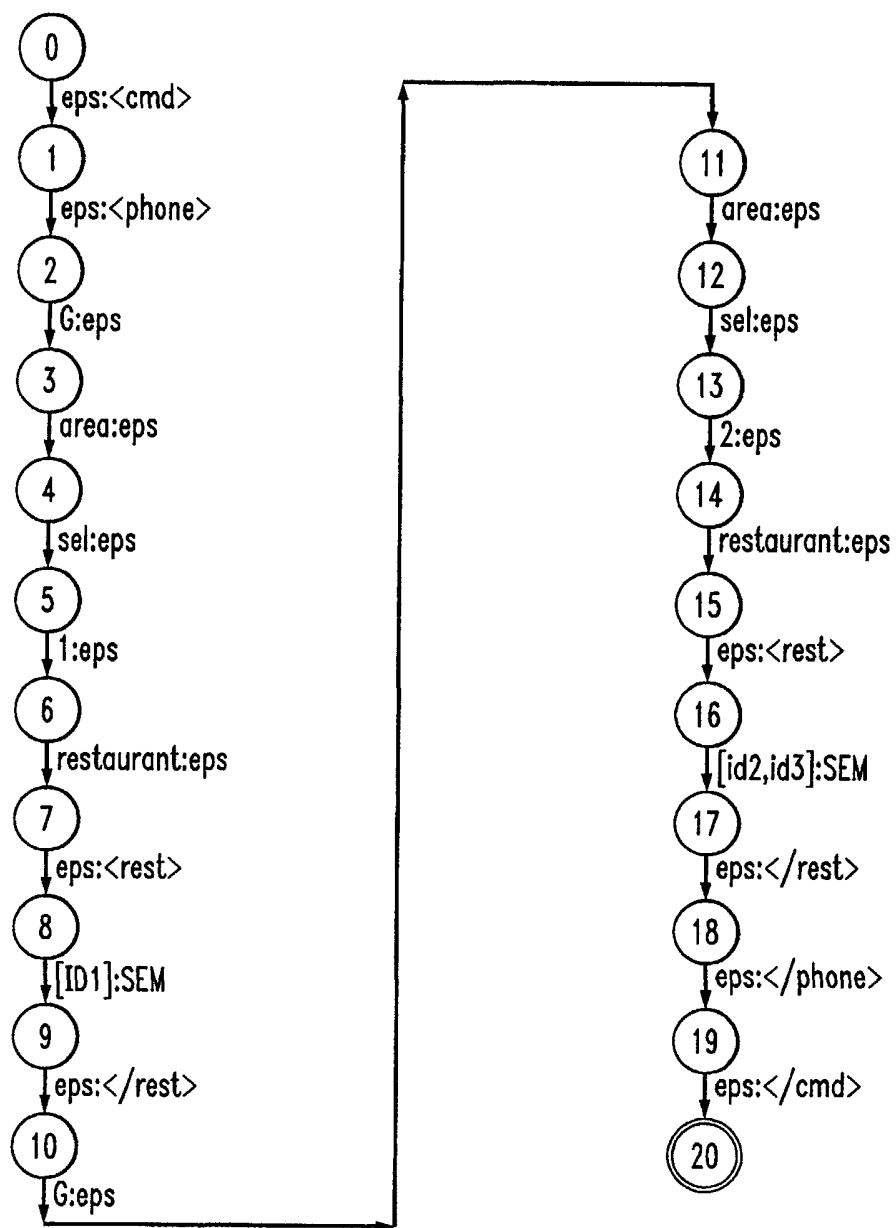 0
eps:<cmd>
1
eps:<phone>
2
G:eps
3
area:eps
4
sel:eps
5
1:eps
6
restaurant:eps
7
eps:<rest>
8
[ID1]:SEM
9
eps:</rest>
10
G:eps
11
area:eps
12
sel:eps
13
2:eps
14
restaurant:eps
15
eps:<rest>
16
[id2,id3]:SEM
17
eps:</rest>
18
eps:</phone>
19
eps:</cmd>
20